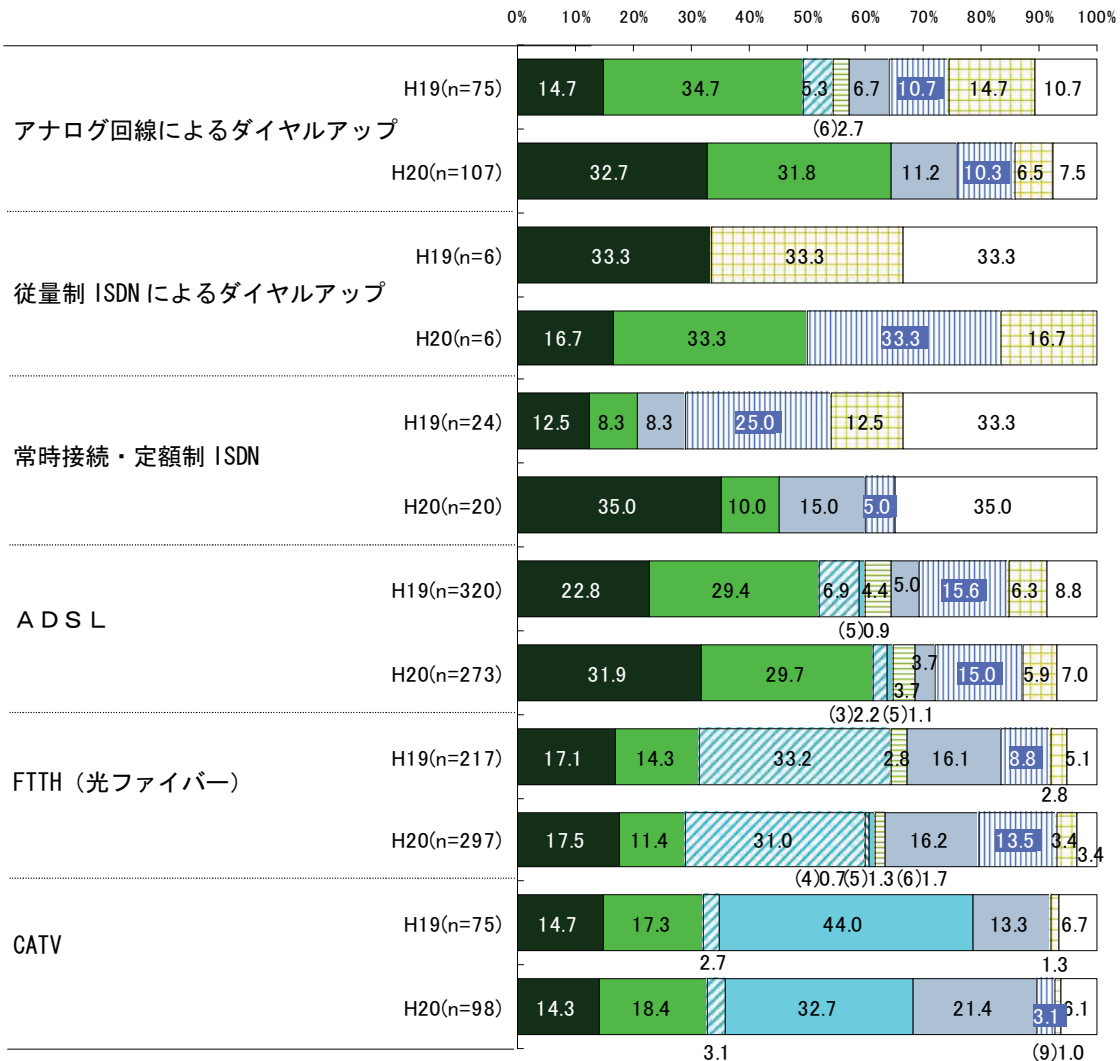 0% 10% 20% 30% 40% 50% 60% 70% 80% 90% 100%
アナログ回線によるダイヤルアップ
H19(n=75) 14.7 34.7 5.3 6.7 10.7 14.7 10.7
(6)2.7
H20(n=107) 32.7 31.8 11.2 10.3 6.5 7.5
従量制ISDNによるダイヤルアップ
H19(n=6) 33.3 33.3 33.3
H20(n=6) 16.7 33.3 33.3 16.7
常時接続・定額制ISDN
H19(n=24) 12.5 8.3 8.3 25.0 12.5 33.3
H20(n=20) 35.0 10.0 15.0 5.0 35.0
ADSL
H19(n=320) 22.8 29.4 6.9 4.4 5.0 15.6 6.3 8.8
(5)0.9
H20(n=273) 31.9 29.7 3.7 3.7 15.0 5.9 7.0
(3)2.2(5)1.1
FTTH（光ファイバー）
H19(n=217) 17.1 14.3 33.2 2.8 16.1 8.8 5.1
2.8
H20(n=297) 17.5 11.4 31.0 16.2 13.5 3.4 3.4
(4)0.7(5)1.3(6)1.7
CATV
H19(n=75) 14.7 17.3 44.0 13.3 6.7
2.7 1.3
H20(n=98) 14.3 18.4 32.7 21.4 3.1 6.1
3.1 (9)1.0